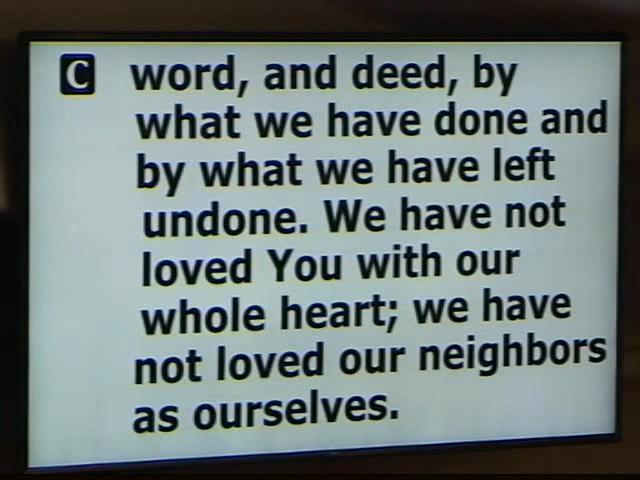 C word, and deed, by
what we have done and
by what we have left
undone. We have not
loved You with our
whole heart; we have
not loved our neighbors
as ourselves.